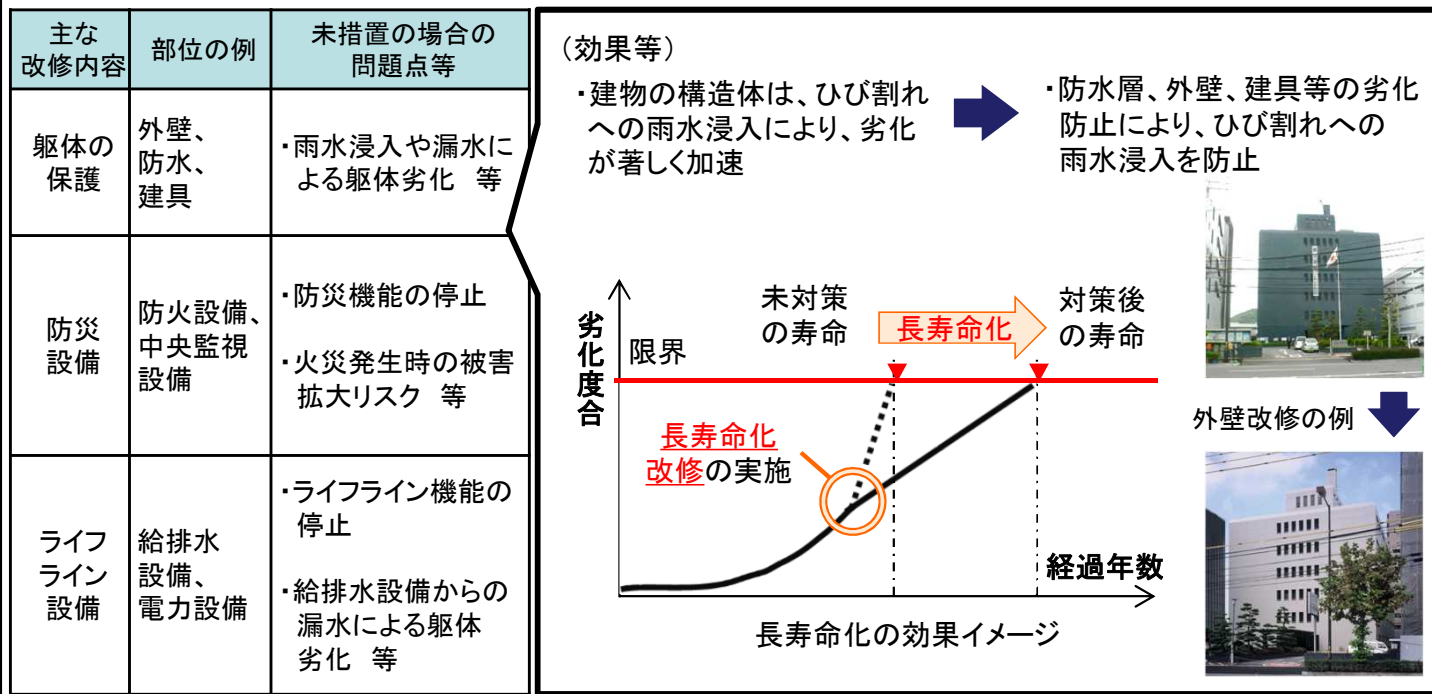 主な
改修内容
部位の例
未措置の場合の
問題点等
躯体の
保護
外壁、
防水、
建具
・雨水浸入や漏水に
よる躯体劣化 等
防災
設備
防火設備、
中央監視
設備
・防災機能の停止
・火災発生時の被害
拡大リスク 等
ライフ
ライン
設備
給排水
設備、
電力設備
・ライフライン機能の
停止
・給排水設備からの
漏水による躯体
劣化 等
（効果等）
・建物の構造体は、ひび割れ
への雨水浸入により、劣化
が著しく加速
・防水層、外壁、建具等の劣化
防止により、ひび割れへの
雨水浸入を防止
劣化度合
限界
未対策
の寿命
長寿命化
対策後
の寿命
長寿命化
改修の実施
経過年数
長寿命化の効果イメージ
外壁改修の例